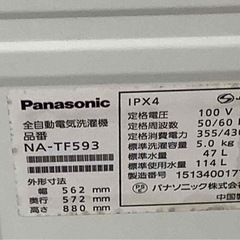 Panasonic
全自動電気洗濯機
品番
NA-TF593
外形寸法
幅 562 mm
奥行 572 mm
高さ 880 mm
IPX4
定格電圧 100 V
定格周波数 50/60
定格消費電力 355/430
標準洗濯容量 5.0 kg
標準水量 47 L
標準使用水量 114 L
製造番号 151340017
パナソニック株式会
中国製